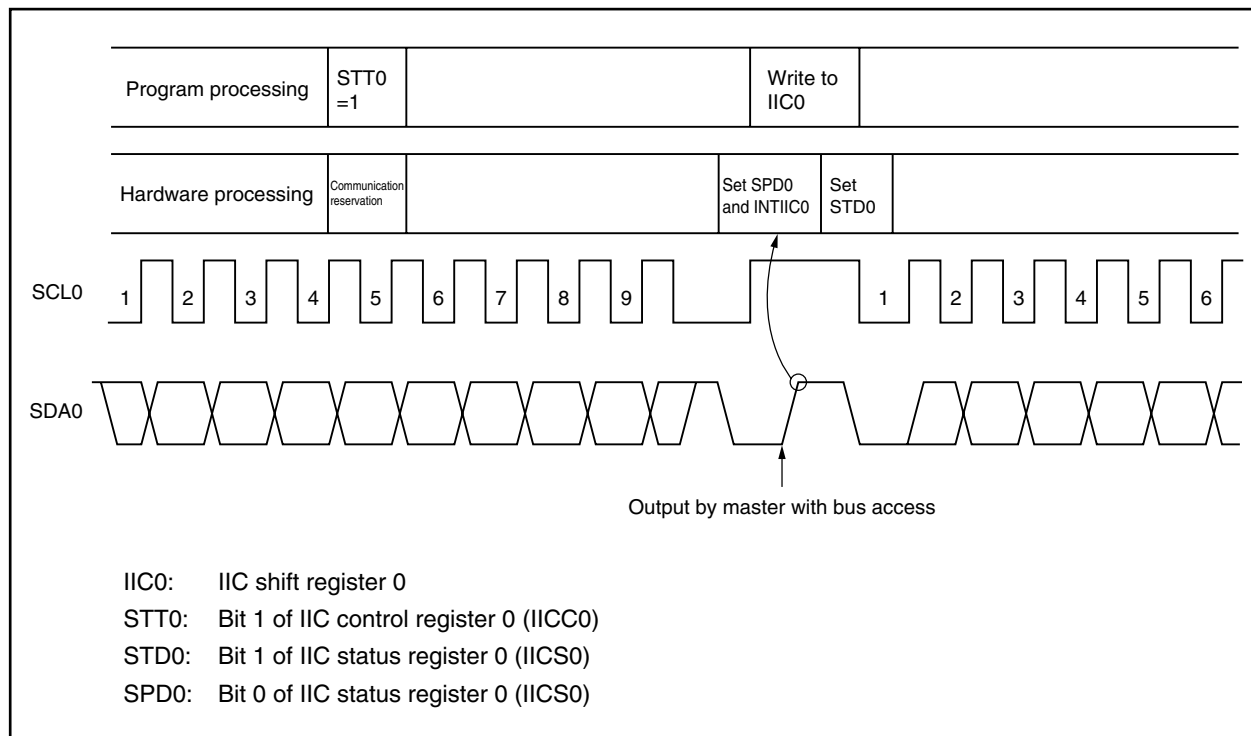 Program processing
STT0
=1
Write to
IIC0
Hardware processing
Communication
reservation
Set SPD0
and INTIIC0
Set
STD0
SCL0
1 2 3 4 5 6 7 8 9 1 2 3 4 5 6
SDA0
Output by master with bus access
IIC0: IIC shift register 0
STT0: Bit 1 of IIC control register 0 (IICC0)
STD0: Bit 1 of IIC status register 0 (IICS0)
SPD0: Bit 0 of IIC status register 0 (IICS0)